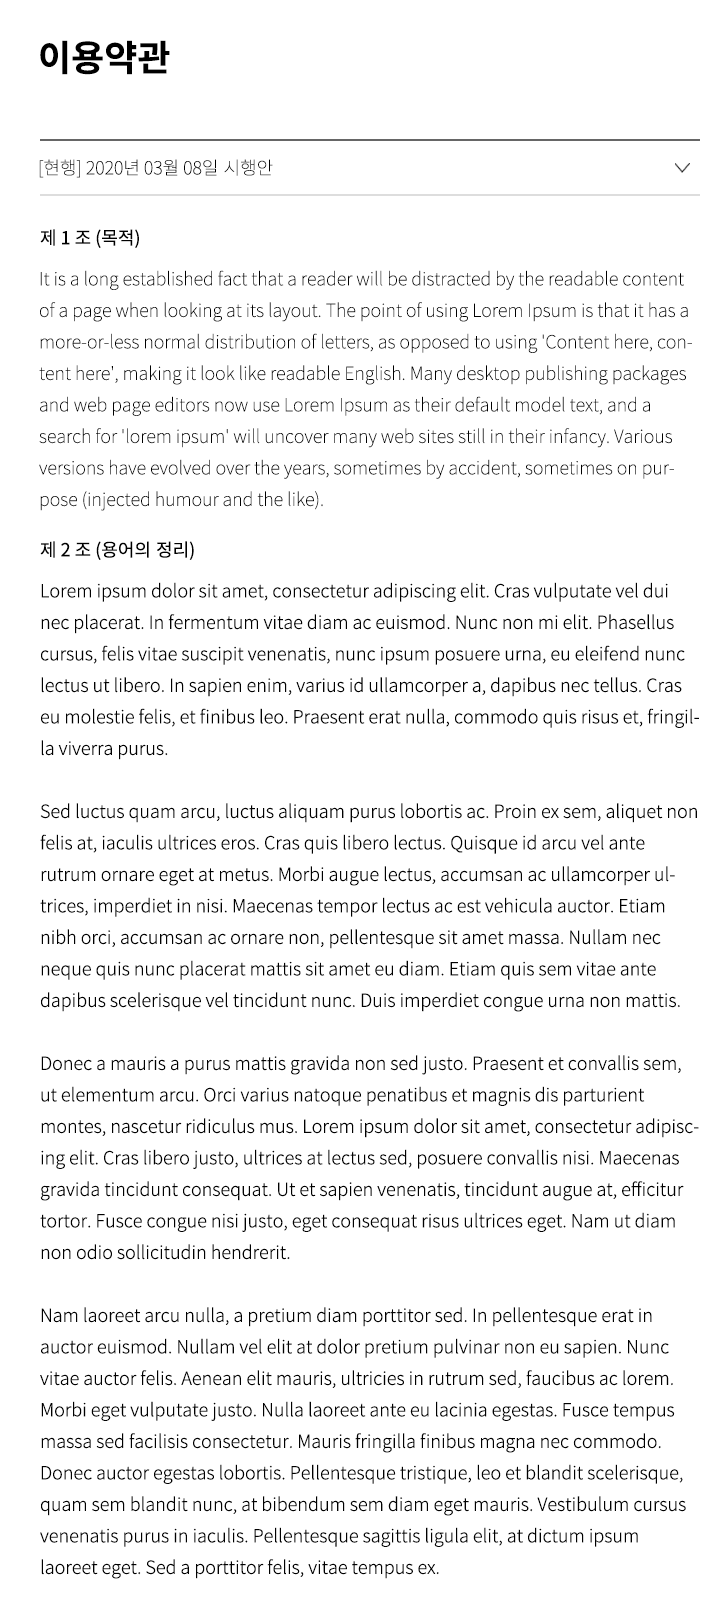 이용약관
[현행] 2020년 03월 08일 시행안
제 1 조 (목적)
It is a long established fact that a reader will be distracted by the readable content
of a page when looking at its layout. The point of using Lorem Ipsum is that it has a
more-or-less normal distribution of letters, as opposed to using 'Content here, con-
tent here', making it look like readable English. Many desktop publishing packages
and web page editors now use Lorem Ipsum as their default model text, and a
search for 'lorem ipsum' will uncover many web sites still in their infancy. Various
versions have evolved over the years, sometimes by accident, sometimes on pur-
pose (injected humour and the like).
제 2 조 (용어의 정리)
Lorem ipsum dolor sit amet, consectetur adipiscing elit. Cras vulputate vel dui
nec placerat. In fermentum vitae diam ac euismod. Nunc non mi elit. Phasellus
cursus, felis vitae suscipit venenatis, nunc ipsum posuere urna, eu eleifend nunc
lectus ut libero. In sapien enim, varius id ullamcorper a, dapibus nec tellus. Cras
eu molestie felis, et finibus leo. Praesent erat nulla, commodo quis risus et, fringil-
la viverra purus.
Sed luctus quam arcu, luctus aliquam purus lobortis ac. Proin ex sem, aliquet non
felis at, iaculis ultrices eros. Cras quis libero lectus. Quisque id arcu vel ante
rutrum ornare eget at metus. Morbi augue lectus, accumsan ac ullamcorper ul-
trices, imperdiet in nisi. Maecenas tempor lectus ac est vehicula auctor. Etiam
nibh orci, accumsan ac ornare non, pellentesque sit amet massa. Nullam nec
neque quis nunc placerat mattis sit amet eu diam. Etiam quis sem vitae ante
dapibus scelerisque vel tincidunt nunc. Duis imperdiet congue urna non mattis.
Donec a mauris a purus mattis gravida non sed justo. Praesent et convallis sem,
ut elementum arcu. Orci varius natoque penatibus et magnis dis parturient
montes, nascetur ridiculus mus. Lorem ipsum dolor sit amet, consectetur adipisc-
ing elit. Cras libero justo, ultrices at lectus sed, posuere convallis nisi. Maecenas
gravida tincidunt consequat. Ut et sapien venenatis, tincidunt augue at, efficitur
tortor. Fusce congue nisi justo, eget consequat risus ultrices eget. Nam ut diam
non odio sollicitudin hendrerit.
Nam laoreet arcu nulla, a pretium diam porttitor sed. In pellentesque erat in
auctor euismod. Nullam vel elit at dolor pretium pulvinar non eu sapien. Nunc
vitae auctor felis. Aenean elit mauris, ultricies in rutrum sed, faucibus ac lorem.
Morbi eget vulputate justo. Nulla laoreet ante eu lacinia egestas. Fusce tempus
massa sed facilisis consectetur. Mauris fringilla finibus magna nec commodo.
Donec auctor egestas lobortis. Pellentesque tristique, leo et blandit scelerisque,
quam sem blandit nunc, at bibendum sem diam eget mauris. Vestibulum cursus
venenatis purus in iaculis. Pellentesque sagittis ligula elit, at dictum ipsum
laoreet eget. Sed a porttitor felis, vitae tempus ex.